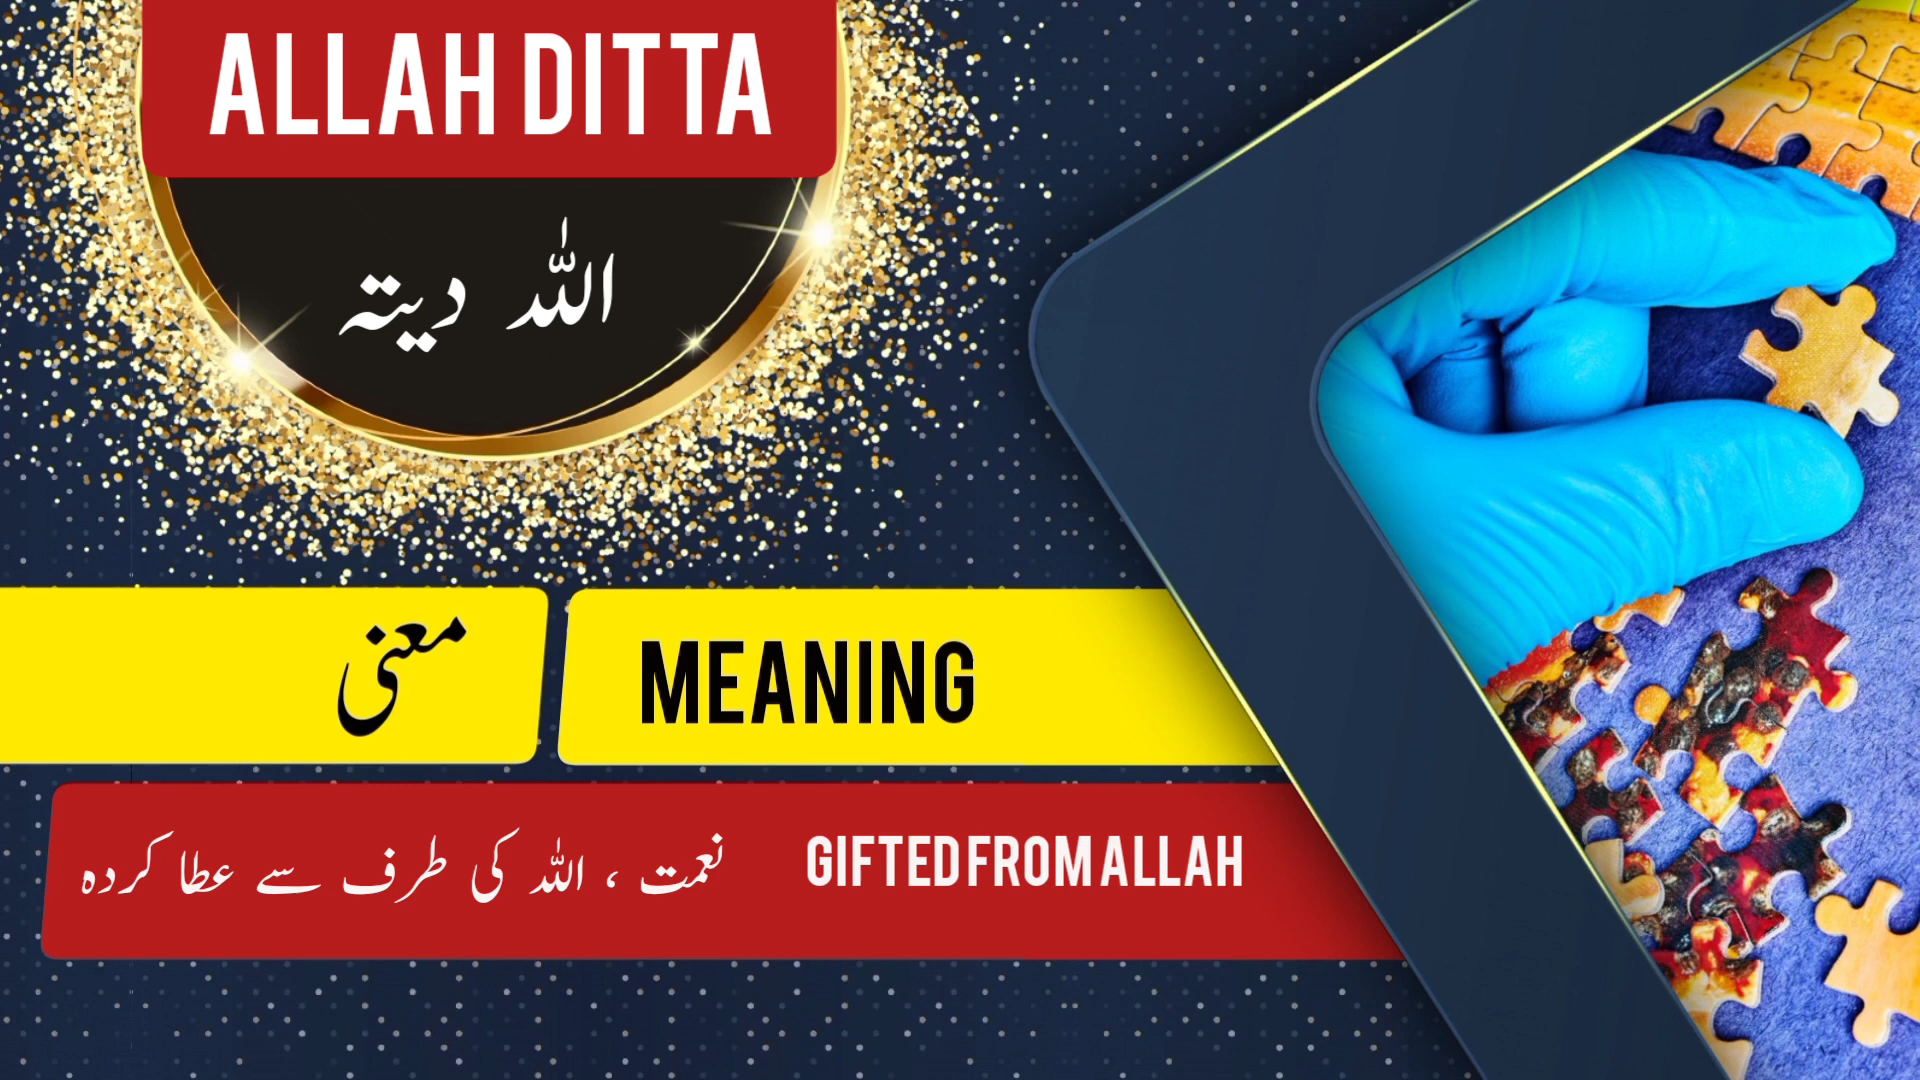 ALLAH DITTA
اللہ دیتہ
معنی
MEANING
نعمت ، اللہ کی طرف سے عطا کردہ
GIFTED FROM ALLAH